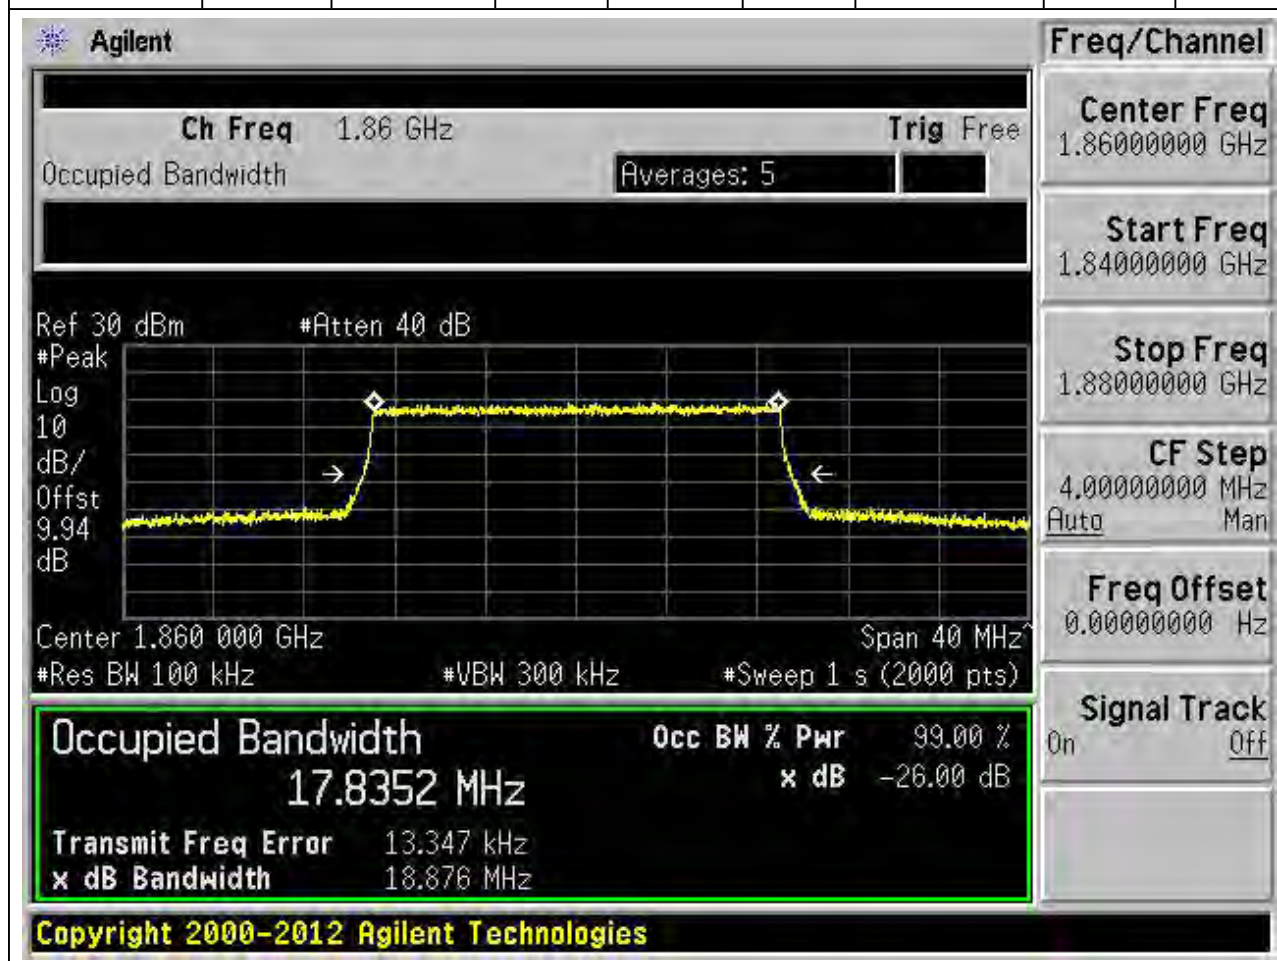 Agilent
Freq/Channel
Ch Freq 1.86 GHz Trig Free
Occupied Bandwidth Averages: 5
Center Freq
1.86000000 GHz
Start Freq
1.84000000 GHz
Stop Freq
1.88000000 GHz
CF Step
4.00000000 MHz
Auto Man
Freq Offset
0.00000000 Hz
Signal Track
On Off
Ref 30 dBm #Atten 40 dB
#Peak
Log
10
dB/
Offst
9.94
dB
Center 1.860 000 GHz Span 40 MHz^
#Res BW 100 kHz #VBW 300 kHz #Sweep 1 s (2000 pts)
Occupied Bandwidth Occ BW % Pwr 99.00 %
17.8352 MHz x dB -26.00 dB
Transmit Freq Error 13.347 kHz
x dB Bandwidth 18.876 MHz
Copyright 2000-2012 Agilent Technologies